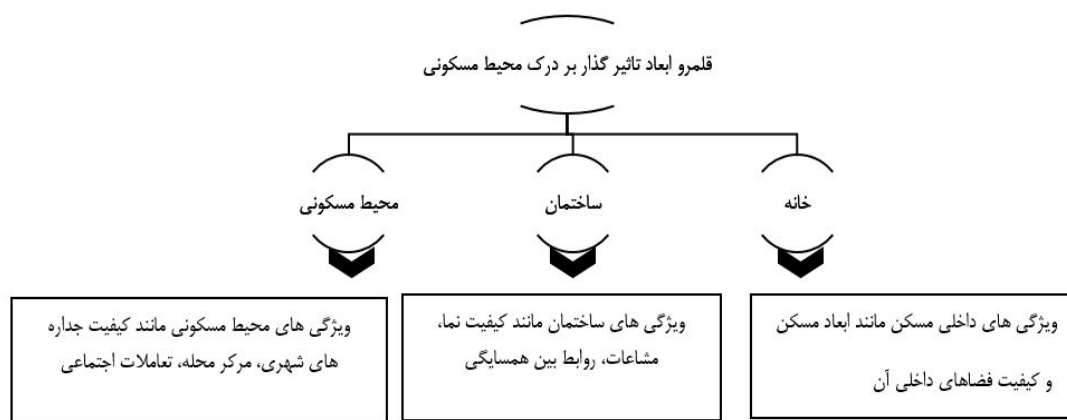 قلمرو ابعاد تاثیر گذار بر درک محیط مسکونی
خانه
ساختمان
محیط مسکونی
ویژگی های داخلی مسکن مانند ابعاد مسکن
و کیفیت فضاهای داخلی آن
ویژگی های ساختمان مانند کیفیت نما،
مشاعات، روابط بین همسایگی
ویژگی های محیط مسکونی مانند کیفیت جداره
های شهری، مرکر محله، تعاملات اجتماعی